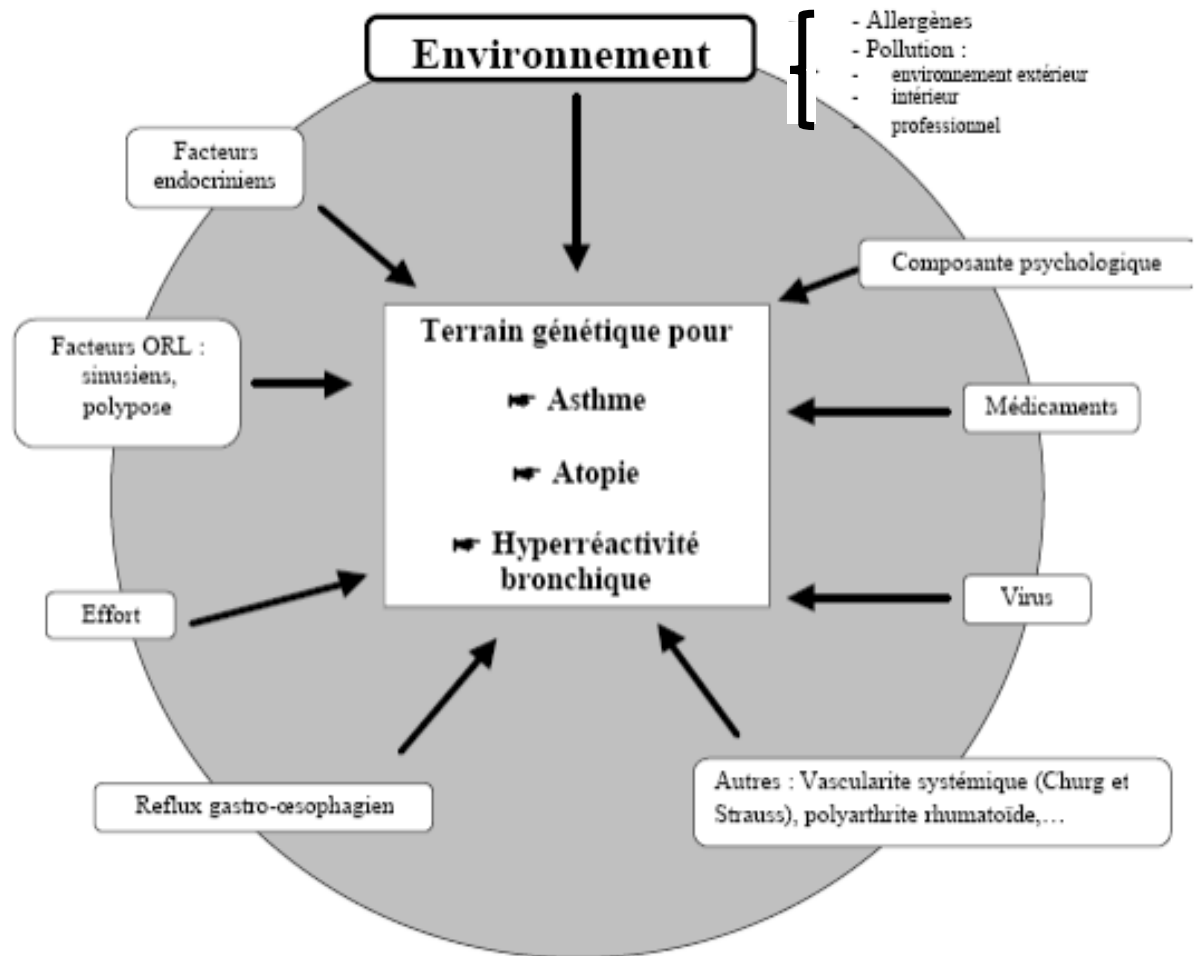 Environnement
- Allergènes
- Pollution :
- environnement extérieur
- intérieur
- professionnel
Facteurs
endocriniens
Composante psychologique
Terrain génétique pour
☛ Asthme
☛ Atopie
☛ Hyperréactivité
bronchique
Facteurs ORL :
sinusiens,
polypose
Médicaments
Effort
Virus
Reflux gastro-œsophagien
Autres : Vascularite systémique (Churg et
Strauss), polyarthrite rhumatoïde,…